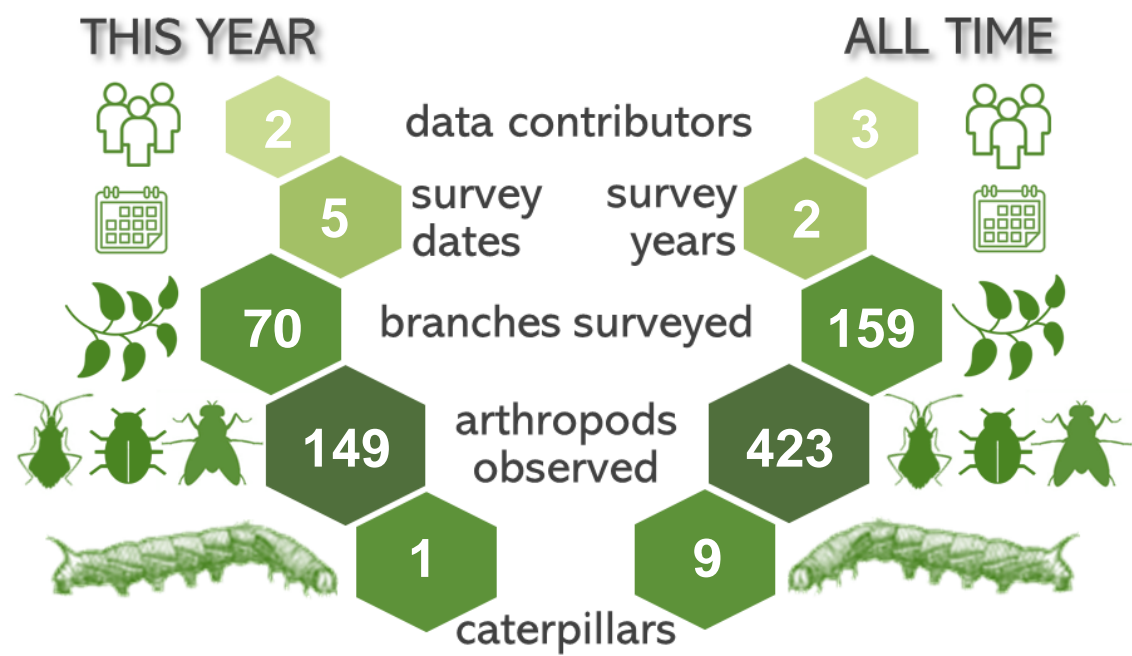 THIS YEAR
ALL TIME
2
data contributors
3
5
survey
dates
survey
years
2
70
branches surveyed
159
149
arthropods
observed
423
1
9
caterpillars